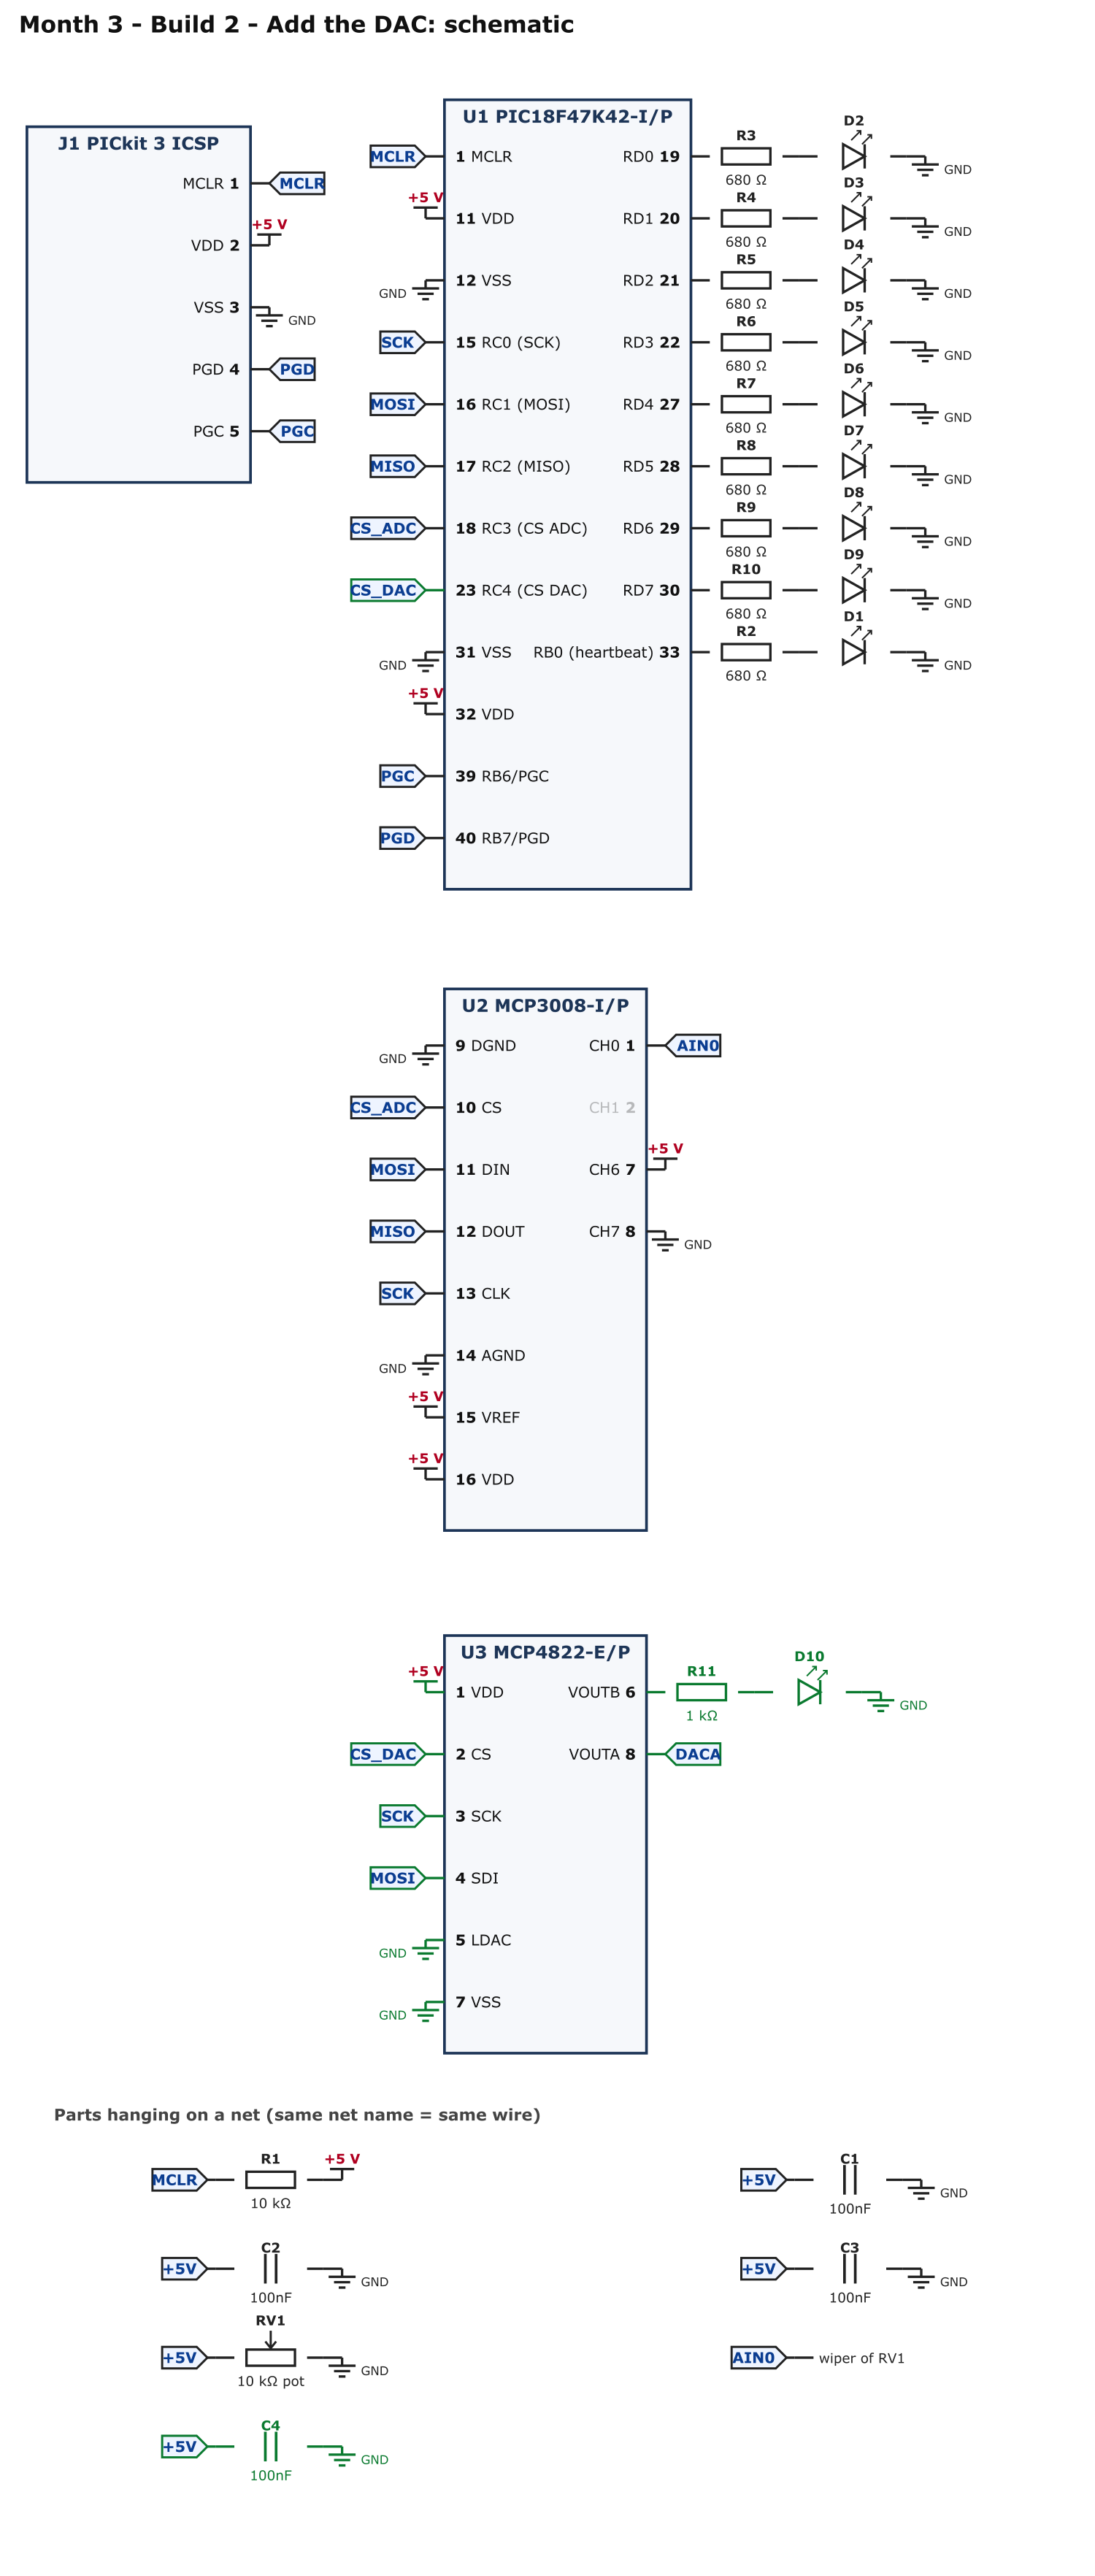 Month 3 - Build 2 - Add the DAC: schematic
J1 PICkit 3 ICSP
MCLR 1
MCLR
+5 V
VDD 2
VSS 3
GND
PGD 4
PGD
PGC 5
PGC
U1 PIC18F47K42-I/P
MCLR
1 MCLR
+5 V
11 VDD
GND
12 VSS
SCK
15 RC0 (SCK)
MOSI
16 RC1 (MOSI)
MISO
17 RC2 (MISO)
CS_ADC
18 RC3 (CS ADC)
CS_DAC
23 RC4 (CS DAC)
GND
31 VSS
+5 V
32 VDD
PGC
39 RB6/PGC
PGD
40 RB7/PGD
RD0 19
R3
680 Ω
D2
GND
RD1 20
R4
680 Ω
D3
GND
RD2 21
R5
680 Ω
D4
GND
RD3 22
R6
680 Ω
D5
GND
RD4 27
R7
680 Ω
D6
GND
RD5 28
R8
680 Ω
D7
GND
RD6 29
R9
680 Ω
D8
GND
RD7 30
R10
680 Ω
D9
GND
RB0 (heartbeat) 33
R2
680 Ω
D1
GND
U2 MCP3008-I/P
GND
9 DGND
CS_ADC
10 CS
MOSI
11 DIN
MISO
12 DOUT
SCK
13 CLK
GND
14 AGND
+5 V
15 VREF
+5 V
16 VDD
CH0 1
AIN0
CH1 2
+5 V
CH6 7
CH7 8
GND
U3 MCP4822-E/P
+5 V
1 VDD
CS_DAC
2 CS
SCK
3 SCK
MOSI
4 SDI
GND
5 LDAC
GND
7 VSS
VOUTB 6
R11
1 kΩ
D10
GND
VOUTA 8
DACA
Parts hanging on a net (same net name = same wire)
MCLR
R1
10 kΩ
+5 V
+5V
C1
100nF
GND
+5V
C2
100nF
GND
+5V
C3
100nF
GND
+5V
RV1
10 kΩ pot
GND
AIN0
wiper of RV1
+5V
C4
100nF
GND